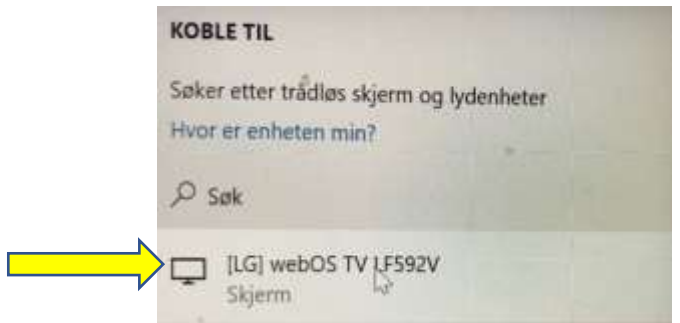 KOBLE TIL
Søker etter trådløs skjerm og lydenheter
Hvor er enheten min?
Søk
[LG] webOS TV LF592V
Skjerm